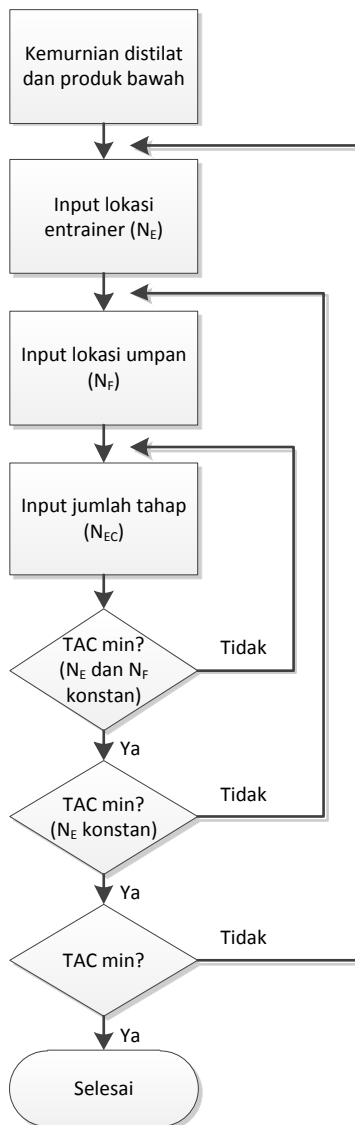 Kemurnian distilat
dan produk bawah
Input lokasi
entrainer (N_E)
Input lokasi umpan
(N_F)
Input jumlah tahap
(N_EC)
TAC min?
(N_E dan N_F
konstan)
Tidak
Ya
TAC min?
(N_E konstan)
Tidak
Ya
TAC min?
Tidak
Ya
Selesai